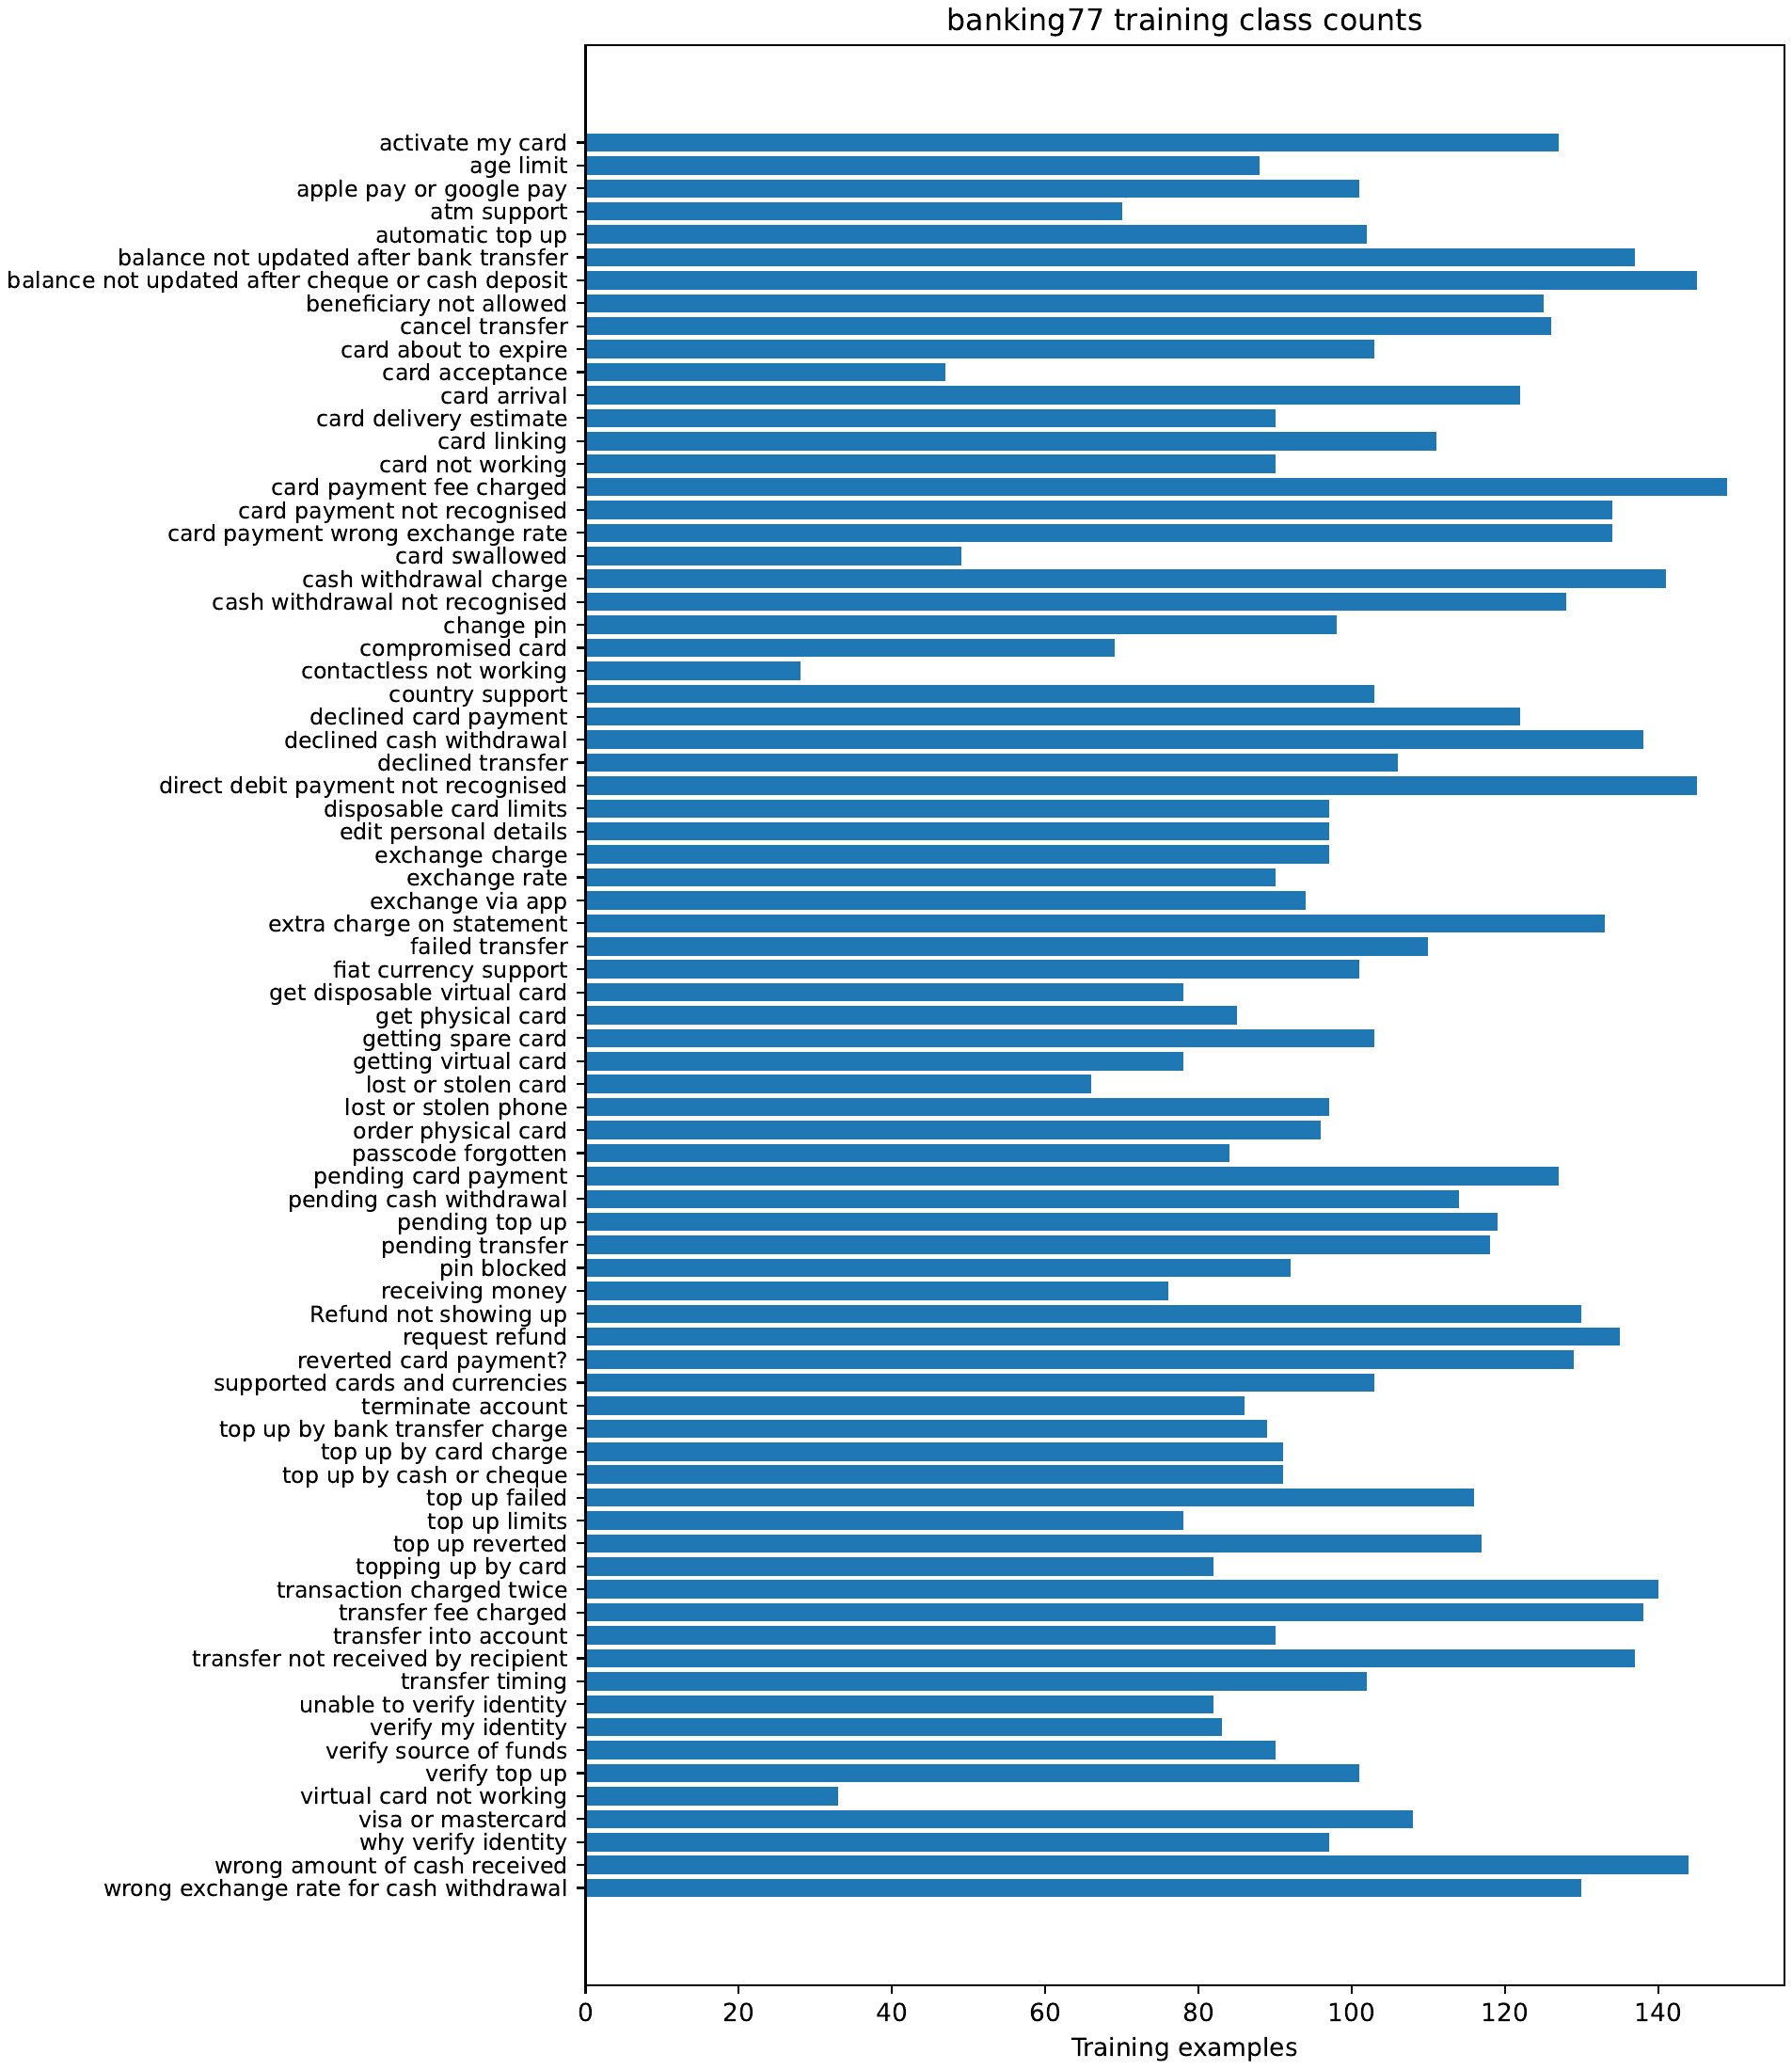 banking77 training class counts
activate my card
age limit
apple pay or google pay
atm support
automatic top up
balance not updated after bank transfer
balance not updated after cheque or cash deposit
beneficiary not allowed
cancel transfer
card about to expire
card acceptance
card arrival
card delivery estimate
card linking
card not working
card payment fee charged
card payment not recognised
card payment wrong exchange rate
card swallowed
cash withdrawal charge
cash withdrawal not recognised
change pin
compromised card
contactless not working
country support
declined card payment
declined cash withdrawal
declined transfer
direct debit payment not recognised
disposable card limits
edit personal details
exchange charge
exchange rate
exchange via app
extra charge on statement
failed transfer
fiat currency support
get disposable virtual card
get physical card
getting spare card
getting virtual card
lost or stolen card
lost or stolen phone
order physical card
passcode forgotten
pending card payment
pending cash withdrawal
pending top up
pending transfer
pin blocked
receiving money
Refund not showing up
request refund
reverted card payment?
supported cards and currencies
terminate account
top up by bank transfer charge
top up by card charge
top up by cash or cheque
top up failed
top up limits
top up reverted
topping up by card
transaction charged twice
transfer fee charged
transfer into account
transfer not received by recipient
transfer timing
unable to verify identity
verify my identity
verify source of funds
verify top up
virtual card not working
visa or mastercard
why verify identity
wrong amount of cash received
wrong exchange rate for cash withdrawal
0 20 40 60 80 100 120 140
Training examples